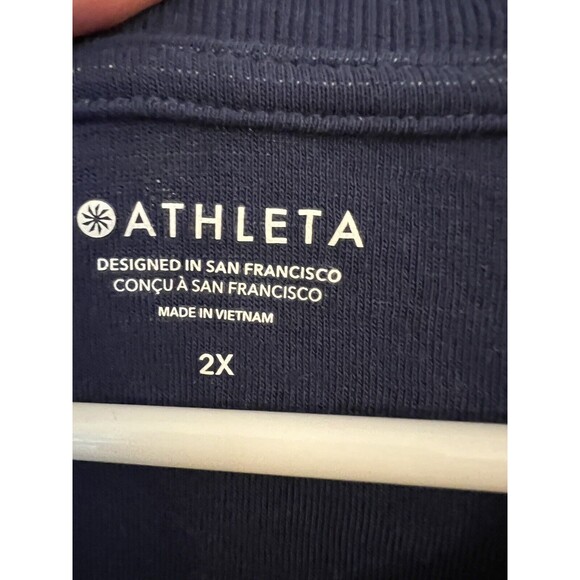 ATHLETA
DESIGNED IN SAN FRANCISCO
CONÇU À SAN FRANCISCO
MADE IN VIETNAM
2X